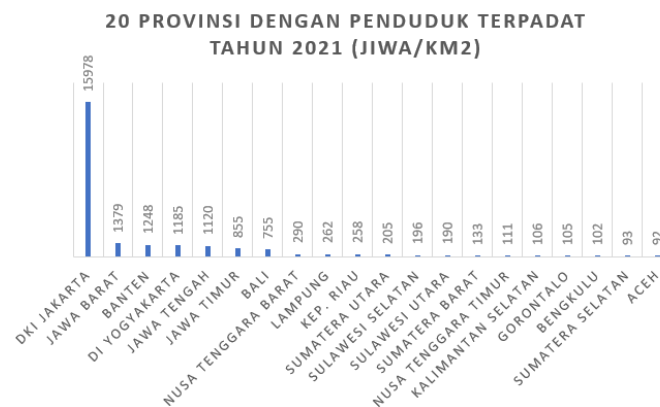 20 PROVINSI DENGAN PENDUDUK TERPADAT
TAHUN 2021 (JIWA/KM2)
15978
1379
1248
1185
1120
855
755
290
262
258
205
196
190
133
111
106
105
102
93
92
DKI JAKARTA
JAWA BARAT
BANTEN
DI YOGYAKARTA
JAWA TENGAH
JAWA TIMUR
BALI
NUSA TENGGARA BARAT
LAMPUNG
KEP. RIAU
SUMATERA UTARA
SULAWESI SELATAN
SULAWESI UTARA
SUMATERA BARAT
NUSA TENGGARA TIMUR
KALIMANTAN SELATAN
GORONTALO
BENGKULU
SUMATERA SELATAN
ACEH